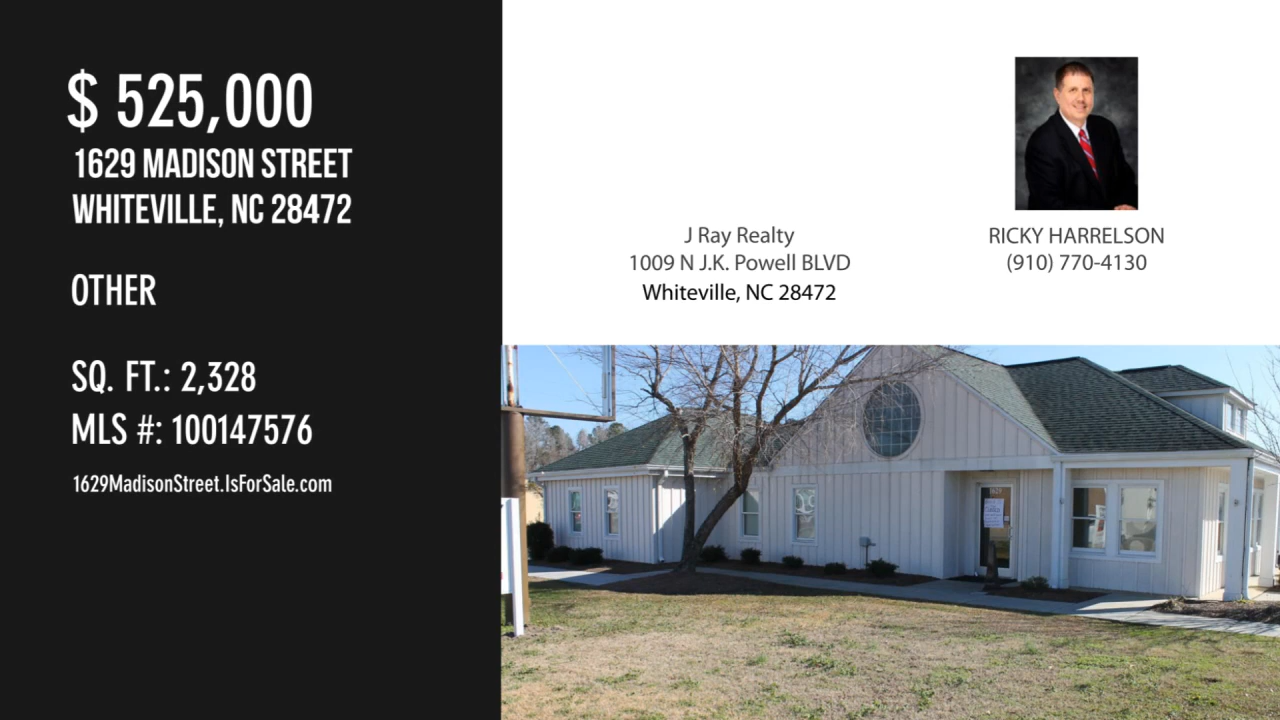 $ 525,000
1629 MADISON STREET
WHITEVILLE, NC 28472
OTHER
SQ. FT.: 2,328
MLS #: 100147576
1629MadisonStreet.IsForSale.com
J Ray Realty
1009 N J.K. Powell BLVD
Whiteville, NC 28472
RICKY HARRELSON
(910) 770-4130
1629